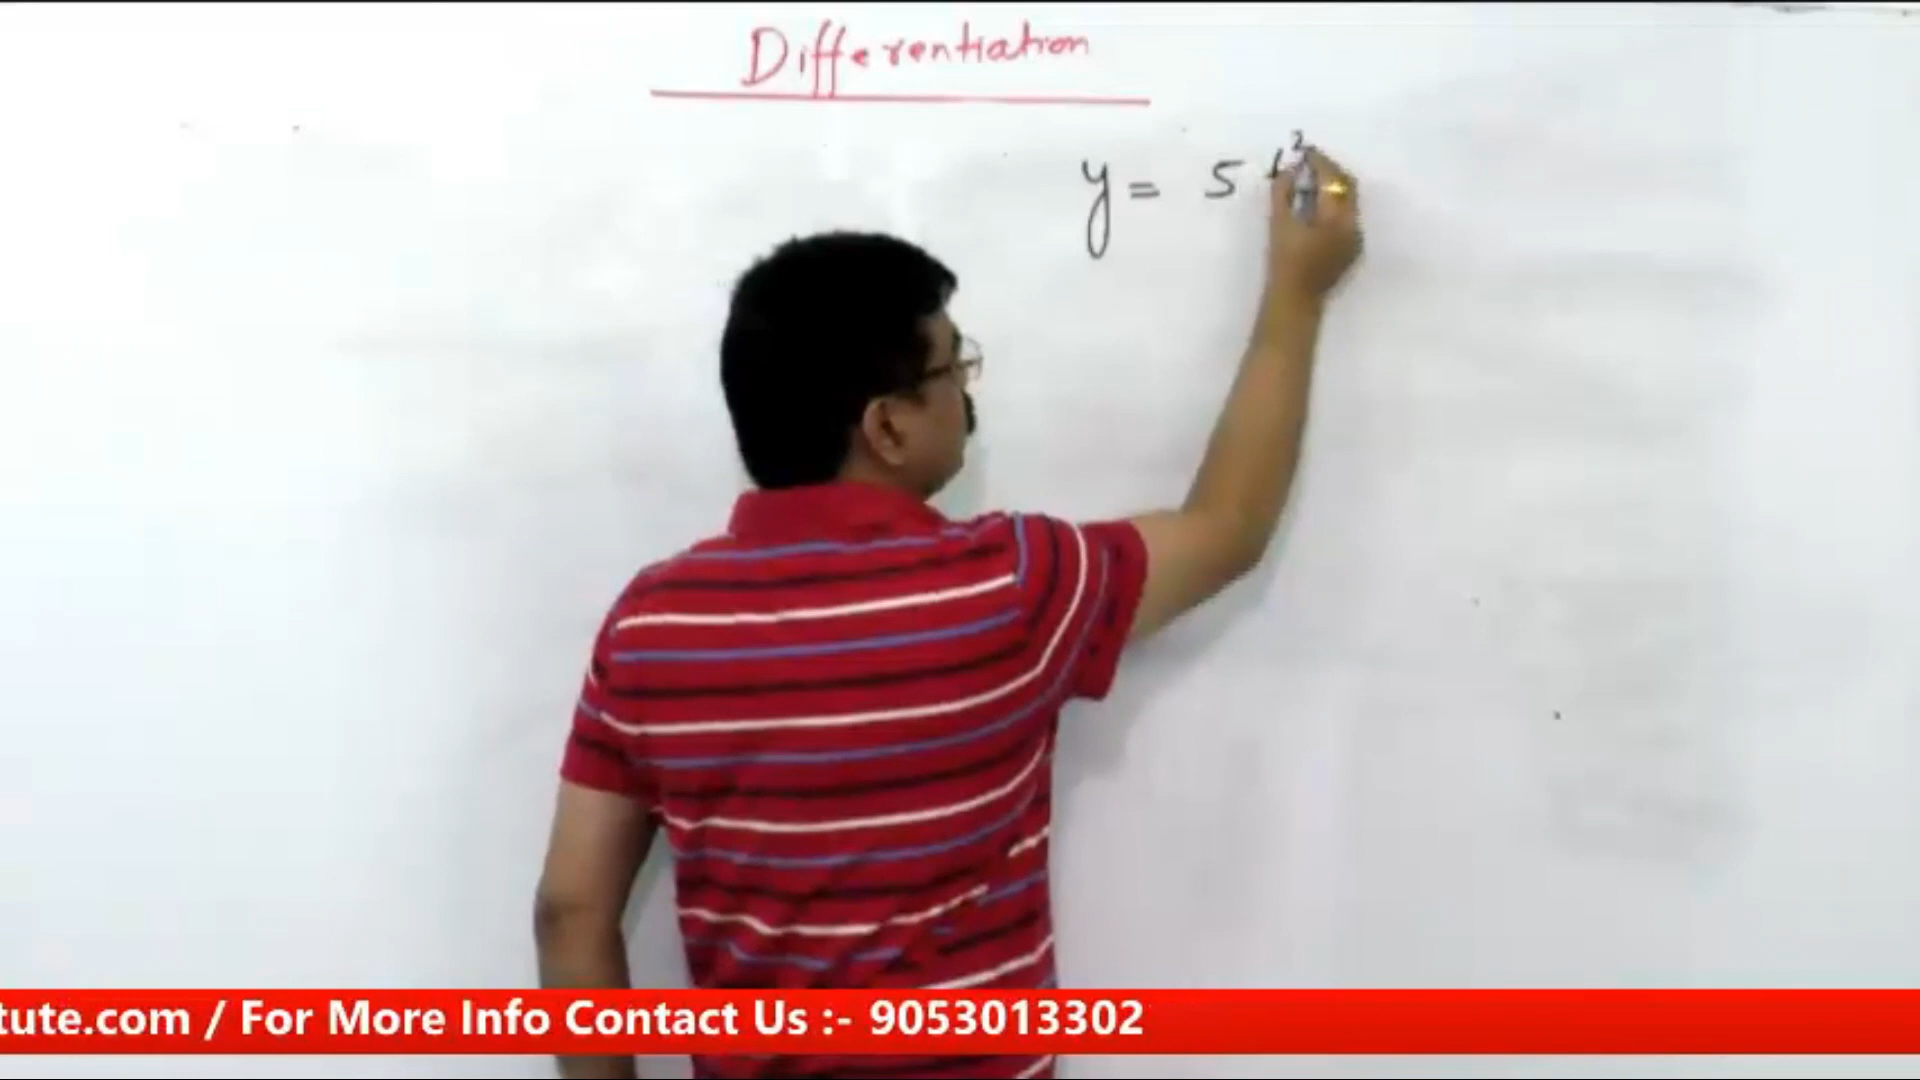 Differentiation
y = 5
tute.com / For More Info Contact Us :- 9053013302